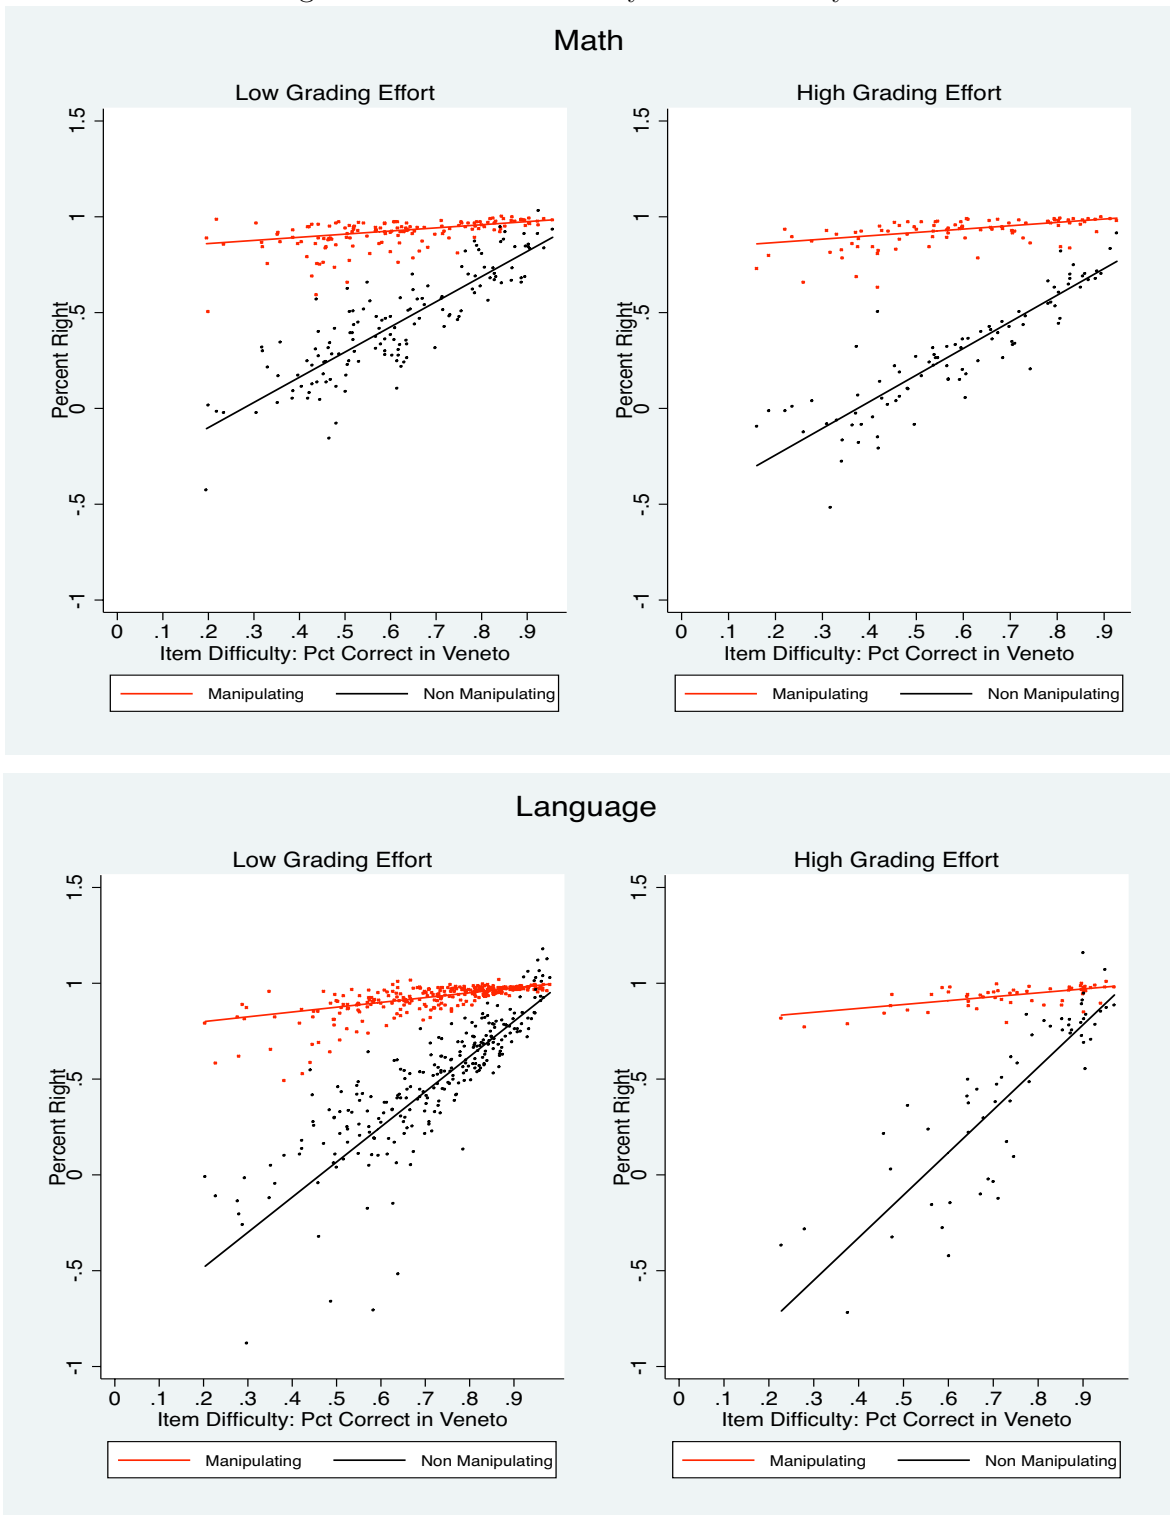 Math
Low Grading Effort
High Grading Effort
Percent Right
-1 -.5 0 .5 1 1.5
0 .1 .2 .3 .4 .5 .6 .7 .8 .9
Item Difficulty: Pct Correct in Veneto
Manipulating Non Manipulating
Percent Right
-1 -.5 0 .5 1 1.5
0 .1 .2 .3 .4 .5 .6 .7 .8 .9
Item Difficulty: Pct Correct in Veneto
Manipulating Non Manipulating
Language
Low Grading Effort
High Grading Effort
Percent Right
-1 -.5 0 .5 1 1.5
0 .1 .2 .3 .4 .5 .6 .7 .8 .9
Item Difficulty: Pct Correct in Veneto
Manipulating Non Manipulating
Percent Right
-1 -.5 0 .5 1 1.5
0 .1 .2 .3 .4 .5 .6 .7 .8 .9
Item Difficulty: Pct Correct in Veneto
Manipulating Non Manipulating